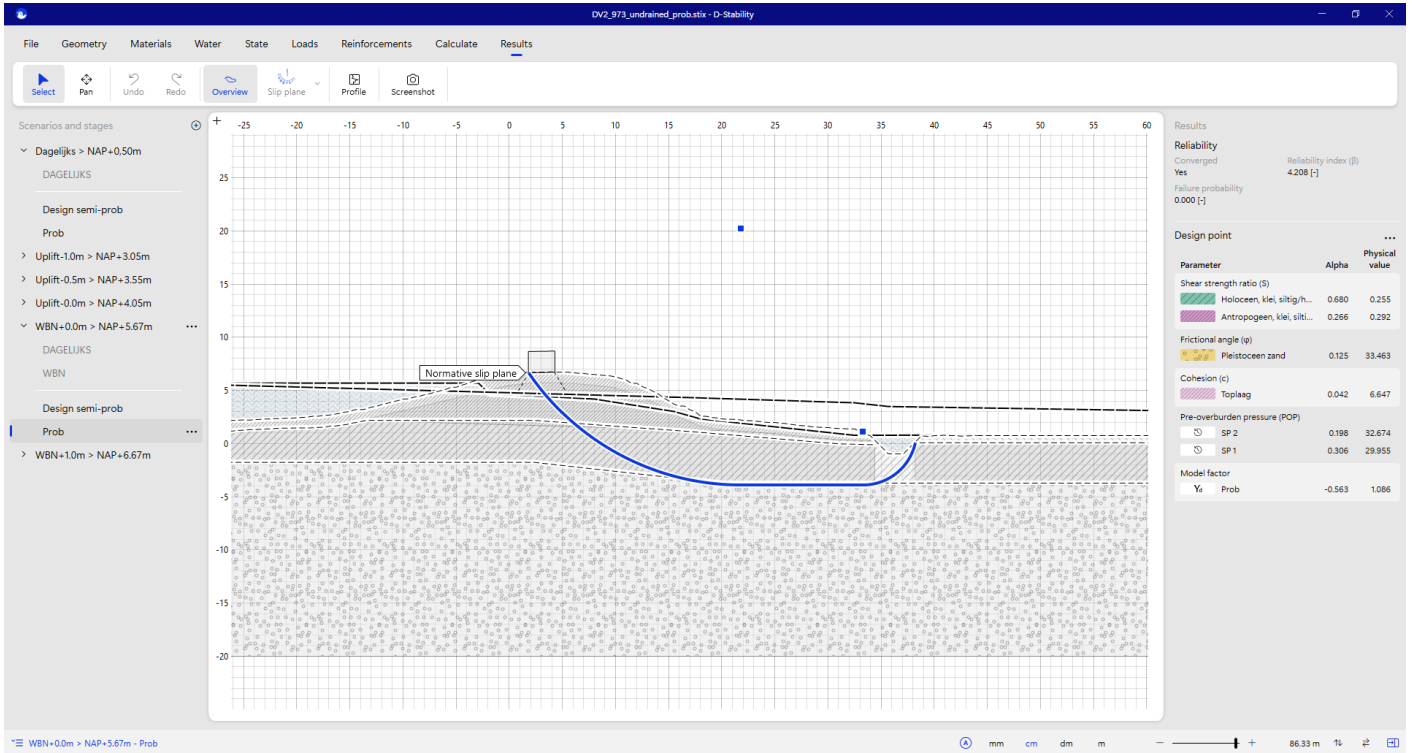 DV2_973_undrained_prob.stix - D-Stability
File Geometry Materials Water State Loads Reinforcements Calculate Results
Select Pan Undo Redo Overview Slip plane Profile Screenshot
Scenarios and stages
Dagelijks > NAP+0,50m
DAGELIJKS
Design semi-prob
Prob
Uplift-1.0m > NAP+3.05m
Uplift-0.5m > NAP+3.55m
Uplift-0.0m > NAP+4.05m
WBN+0.0m > NAP+5.67m
DAGELIJKS
WBN
Design semi-prob
Prob
WBN+1.0m > NAP+6.67m
-25 -20 -15 -10 -5 0 5 10 15 20 25 30 35 40 45 50 55 60
25
20
15
10
5
0
-5
-10
-15
-20
Normative slip plane
Results
Reliability
Converged Reliability index (β)
Yes 4.208 [-]
Failure probability
0.000 [-]
Design point
Parameter Alpha Physical value
Shear strength ratio (S)
Holoceen, klei, siltig/h... 0.680 0.255
Antropogeen, klei, silti... 0.266 0.292
Frictional angle (φ)
Pleistoceen zand 0.125 33.463
Cohesion (c)
Toplaag 0.042 6.647
Pre-overburden pressure (POP)
SP 2 0.198 32.674
SP 1 0.306 29.955
Model factor
Yd Prob -0.563 1.086
WBN+0.0m > NAP+5.67m - Prob
A mm cm dm m 86.33 m